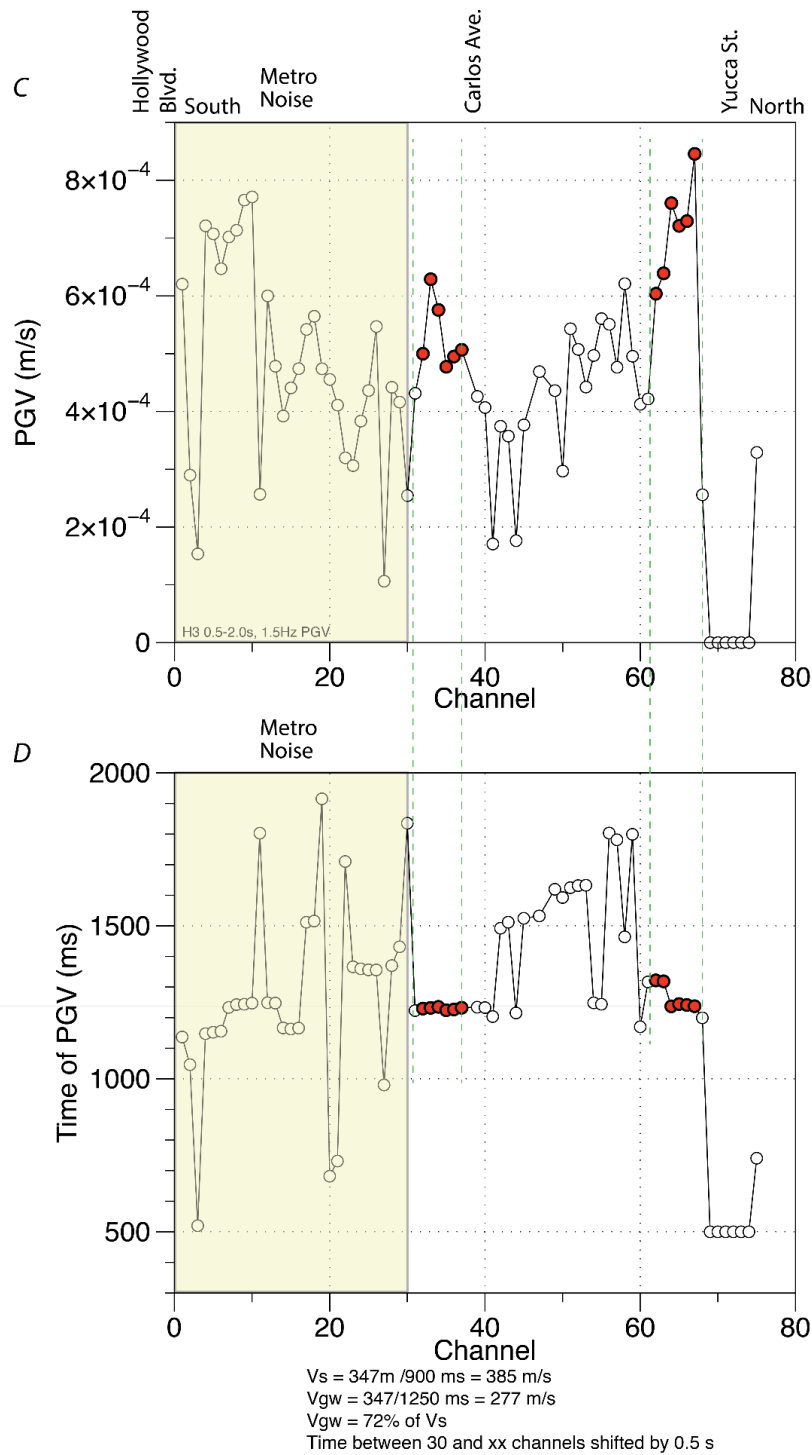 C
Hollywood
Blvd.
South
Metro
Noise
Carlos Ave.
Yucca St.
North
8×10⁻⁴
6×10⁻⁴
4×10⁻⁴
2×10⁻⁴
0
PGV (m/s)
H3 0.5-2.0s, 1.5Hz PGV
0 20 40 60 80
Channel
D
Metro
Noise
2000
1500
1000
500
Time of PGV (ms)
0 20 40 60 80
Channel
Vs = 347m /900 ms = 385 m/s
Vgw = 347/1250 ms = 277 m/s
Vgw = 72% of Vs
Time between 30 and xx channels shifted by 0.5 s